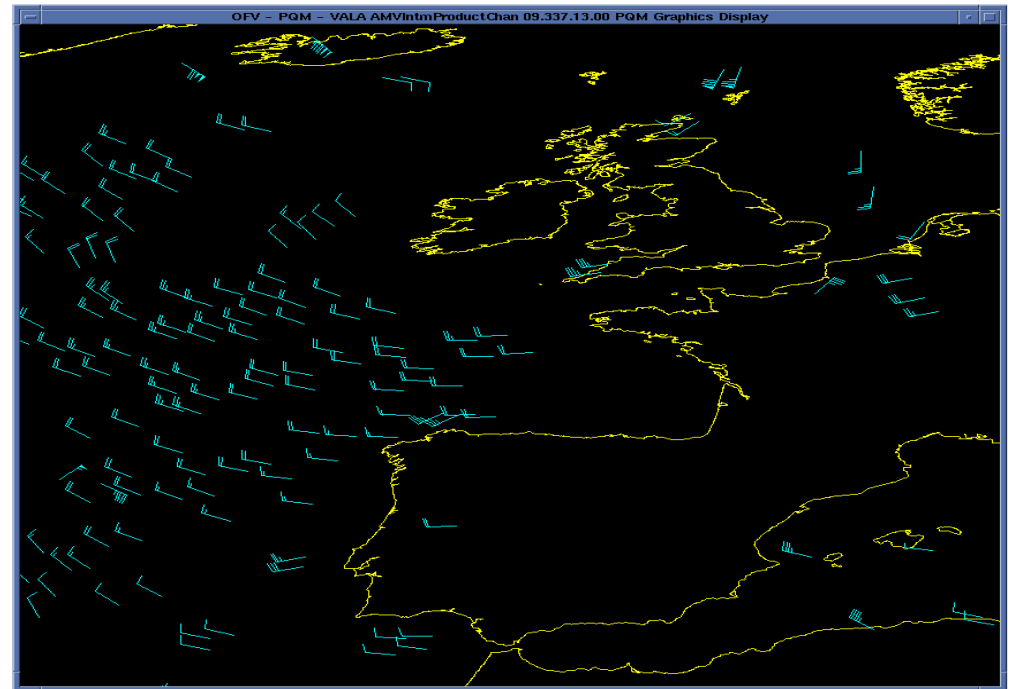 OFV - PQM - VALA AMVIntmProductChan 09.337.13.00 PQM Graphics Display